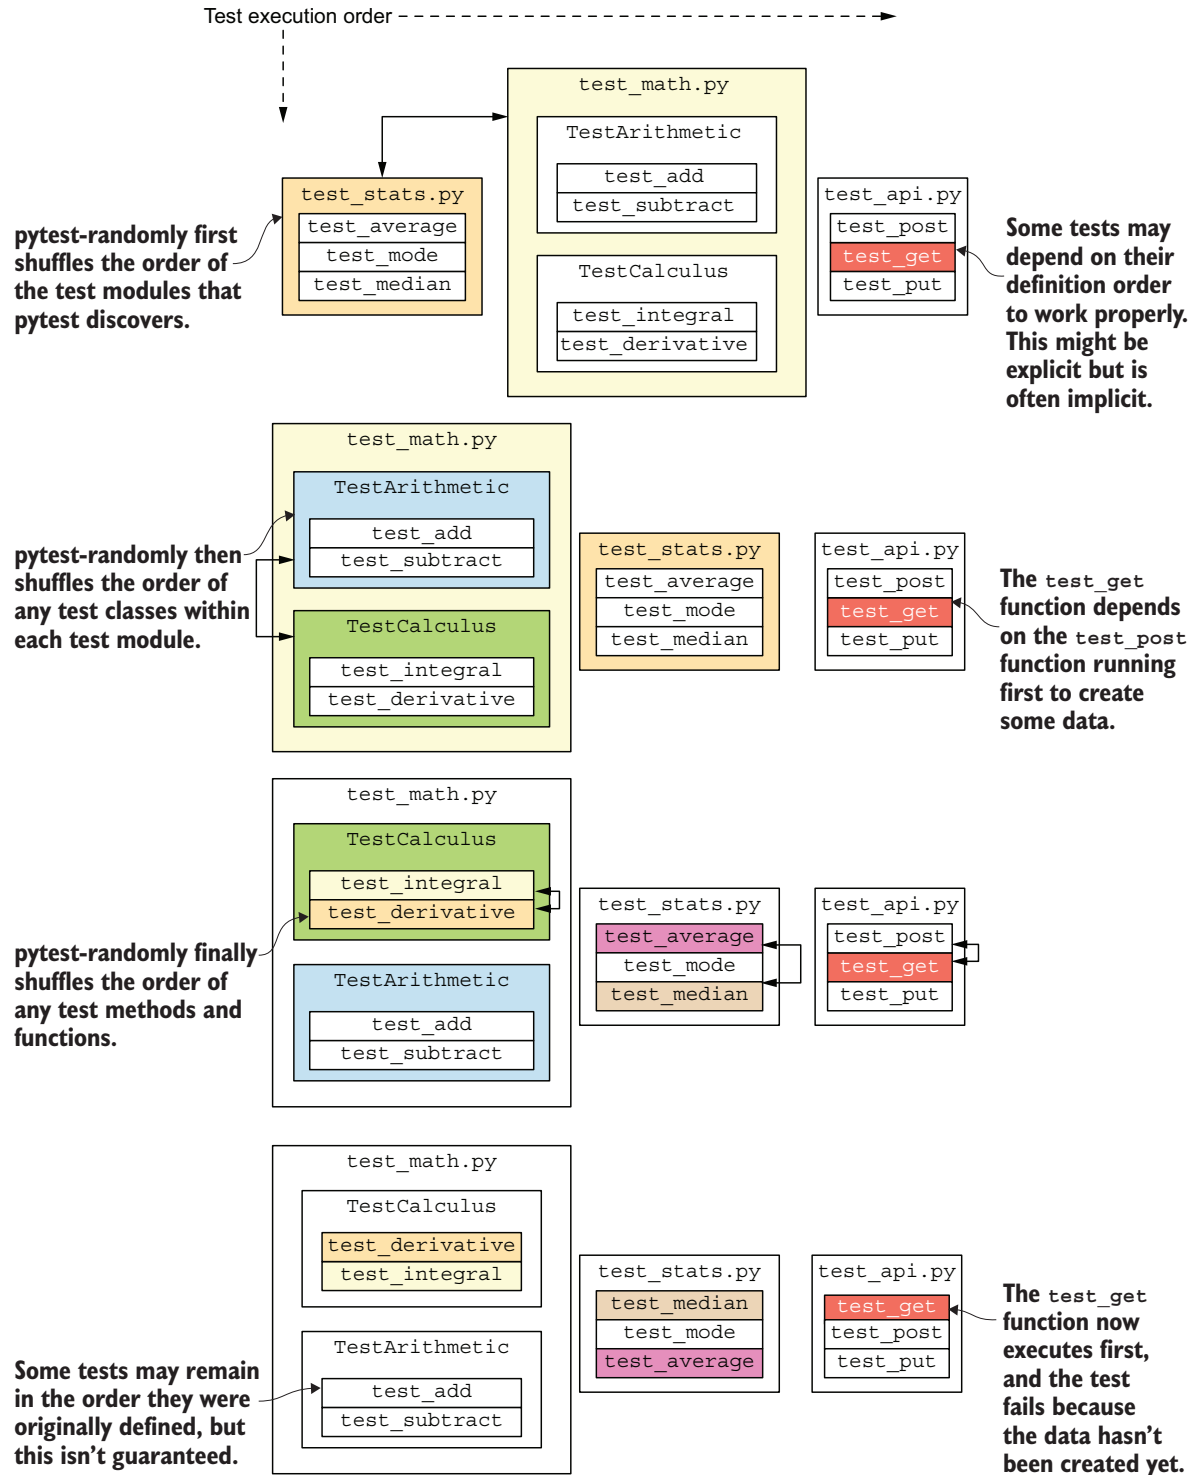 Test execution order
test_math.py
TestArithmetic
test_add
test_subtract
TestCalculus
test_integral
test_derivative
test_stats.py
test_average
test_mode
test_median
test_api.py
test_post
test_get
test_put
pytest-randomly first
shuffles the order of
the test modules that
pytest discovers.
Some tests may
depend on their
definition order
to work properly.
This might be
explicit but is
often implicit.
test_math.py
TestArithmetic
test_add
test_subtract
TestCalculus
test_integral
test_derivative
test_stats.py
test_average
test_mode
test_median
test_api.py
test_post
test_get
test_put
pytest-randomly then
shuffles the order of
any test classes within
each test module.
The test_get
function depends
on the test_post
function running
first to create
some data.
test_math.py
TestCalculus
test_integral
test_derivative
TestArithmetic
test_add
test_subtract
test_stats.py
test_average
test_mode
test_median
test_api.py
test_post
test_get
test_put
pytest-randomly finally
shuffles the order of
any test methods and
functions.
test_math.py
TestCalculus
test_derivative
test_integral
TestArithmetic
test_add
test_subtract
test_stats.py
test_median
test_mode
test_average
test_api.py
test_get
test_post
test_put
Some tests may remain
in the order they were
originally defined, but
this isn't guaranteed.
The test_get
function now
executes first,
and the test
fails because
the data hasn't
been created yet.